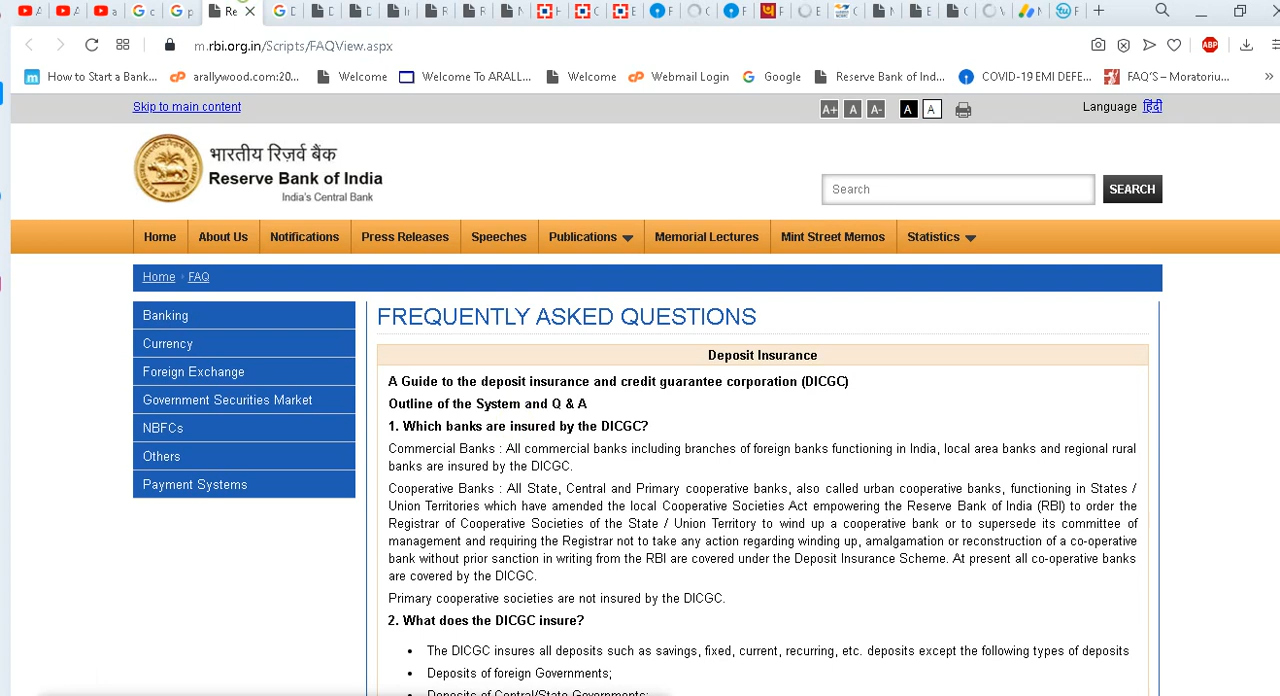 A
A
a
G c
G p
Re
G D
D
D
Ir
R
R
N
H
C
E
F
C
F
F
E
C
N
E
C
V
N
F
m.rbi.org.in/Scripts/FAQView.aspx
ABP
m How to Start a Bank... cP arallywood.com:20... Welcome Welcome To ARALL... Welcome cP Webmail Login G Google Reserve Bank of Ind... COVID-19 EMI DEFE... FAQ'S – Moratoriu... »
Skip to main content A+ A A- A A Language हिंदी
भारतीय रिज़र्व बैंक
Reserve Bank of India
India's Central Bank
Search SEARCH
Home About Us Notifications Press Releases Speeches Publications Memorial Lectures Mint Street Memos Statistics
Home FAQ
Banking
Currency
Foreign Exchange
Government Securities Market
NBFCs
Others
Payment Systems
FREQUENTLY ASKED QUESTIONS
Deposit Insurance
A Guide to the deposit insurance and credit guarantee corporation (DICGC)
Outline of the System and Q & A
1. Which banks are insured by the DICGC?
Commercial Banks : All commercial banks including branches of foreign banks functioning in India, local area banks and regional rural
banks are insured by the DICGC.
Cooperative Banks : All State, Central and Primary cooperative banks, also called urban cooperative banks, functioning in States /
Union Territories which have amended the local Cooperative Societies Act empowering the Reserve Bank of India (RBI) to order the
Registrar of Cooperative Societies of the State / Union Territory to wind up a cooperative bank or to supersede its committee of
management and requiring the Registrar not to take any action regarding winding up, amalgamation or reconstruction of a co-operative
bank without prior sanction in writing from the RBI are covered under the Deposit Insurance Scheme. At present all co-operative banks
are covered by the DICGC.
Primary cooperative societies are not insured by the DICGC.
2. What does the DICGC insure?
• The DICGC insures all deposits such as savings, fixed, current, recurring, etc. deposits except the following types of deposits
• Deposits of foreign Governments;
• Deposits of Central/State Governments;